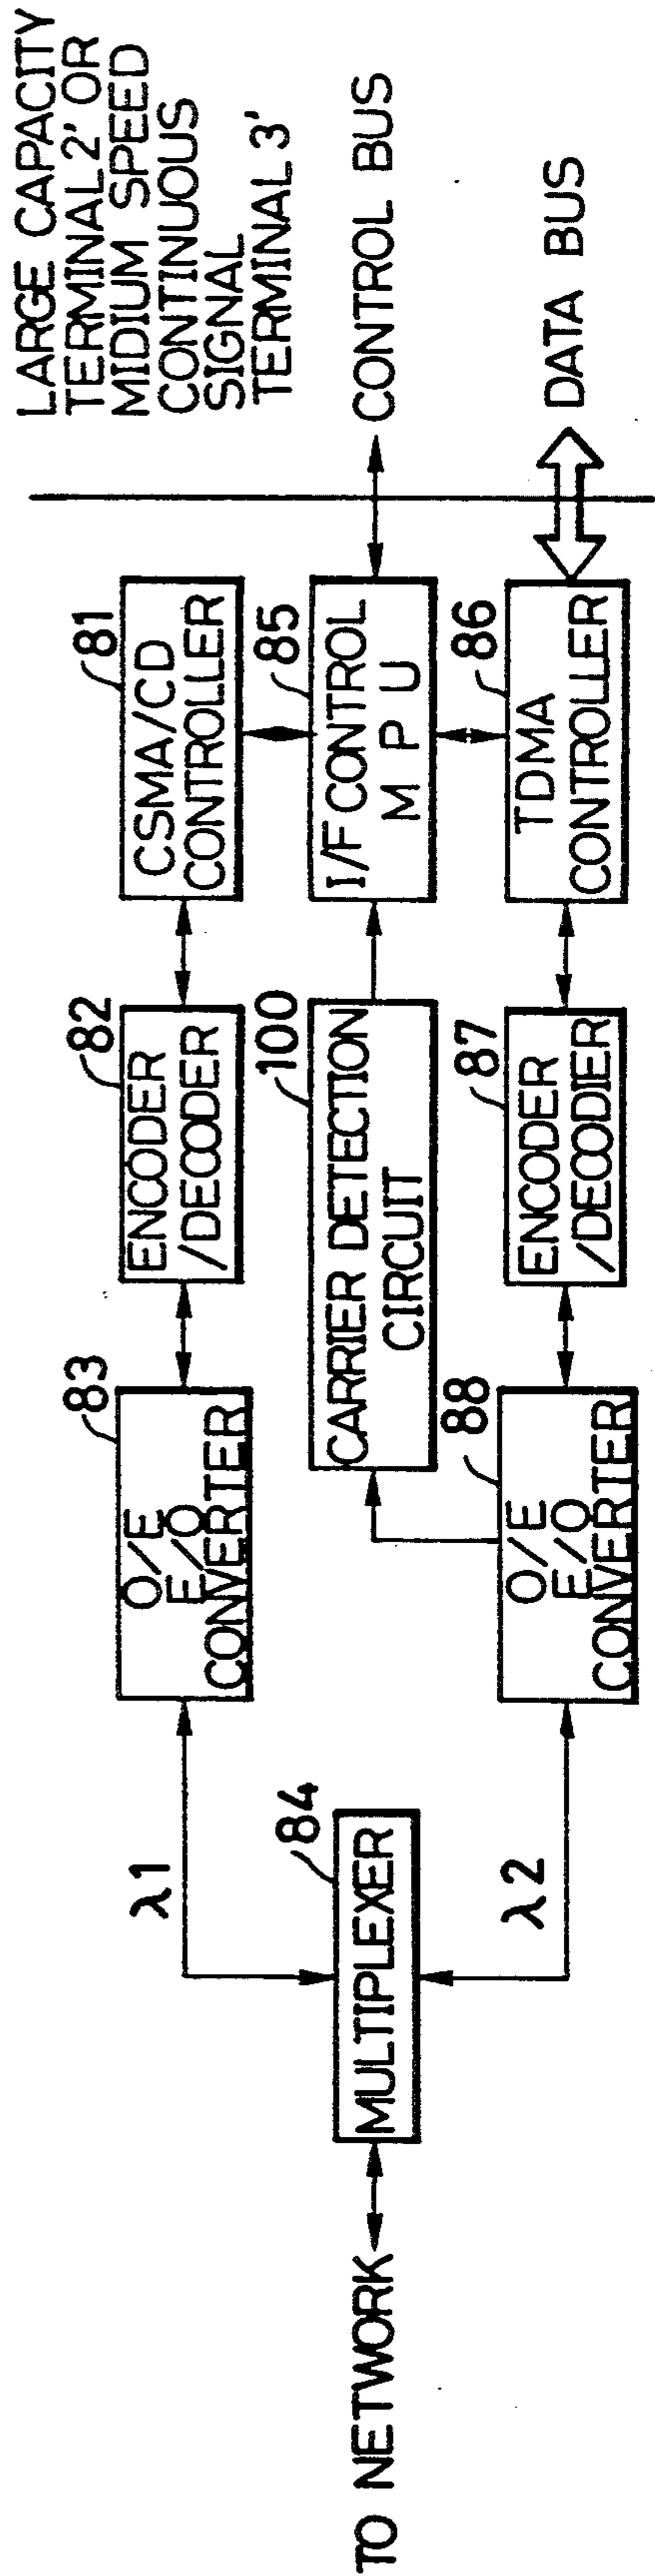 LARGE CAPACITY
TERMINAL 2' OR
MIDIUM SPEED
CONTINUOUS
SIGNAL
TERMINAL 3'
TO NETWORK
84
MULTIPLEXER
λ1
83
O/E
E/O
CONVERTER
82
ENCODER
/DECODER
81
CSMA/CD
CONTROLLER
100
CARRIER DETECTION
CIRCUIT
85
I/F CONTROL
M P U
CONTROL BUS
λ2
88
O/E
E/O
CONVERTER
87
ENCODER
/DECODIER
86
TDMA
CONTROLLER
DATA BUS